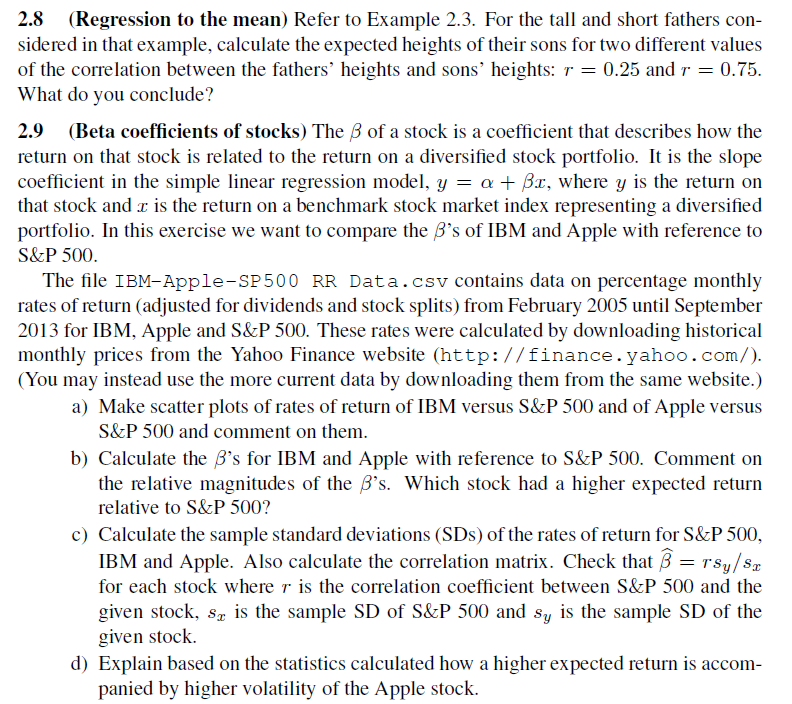 2.8 (Regression to the mean) Refer to Example 2.3. For the tall and short fathers con-
sidered in that example, calculate the expected heights of their sons for two different values
of the correlation between the fathers' heights and sons' heights: r = 0.25 and r = 0.75.
What do you conclude?
2.9 (Beta coefficients of stocks) The β of a stock is a coefficient that describes how the
return on that stock is related to the return on a diversified stock portfolio. It is the slope
coefficient in the simple linear regression model, y = α + βx, where y is the return on
that stock and x is the return on a benchmark stock market index representing a diversified
portfolio. In this exercise we want to compare the β's of IBM and Apple with reference to
S&P 500.
The file IBM-Apple-SP500 RR Data.csv contains data on percentage monthly
rates of return (adjusted for dividends and stock splits) from February 2005 until September
2013 for IBM, Apple and S&P 500. These rates were calculated by downloading historical
monthly prices from the Yahoo Finance website (http://finance.yahoo.com/).
(You may instead use the more current data by downloading them from the same website.)
a) Make scatter plots of rates of return of IBM versus S&P 500 and of Apple versus
S&P 500 and comment on them.
b) Calculate the β's for IBM and Apple with reference to S&P 500. Comment on
the relative magnitudes of the β's. Which stock had a higher expected return
relative to S&P 500?
c) Calculate the sample standard deviations (SDs) of the rates of return for S&P 500,
IBM and Apple. Also calculate the correlation matrix. Check that β̂ = rs_y/s_x
for each stock where r is the correlation coefficient between S&P 500 and the
given stock, s_x is the sample SD of S&P 500 and s_y is the sample SD of the
given stock.
d) Explain based on the statistics calculated how a higher expected return is accom-
panied by higher volatility of the Apple stock.